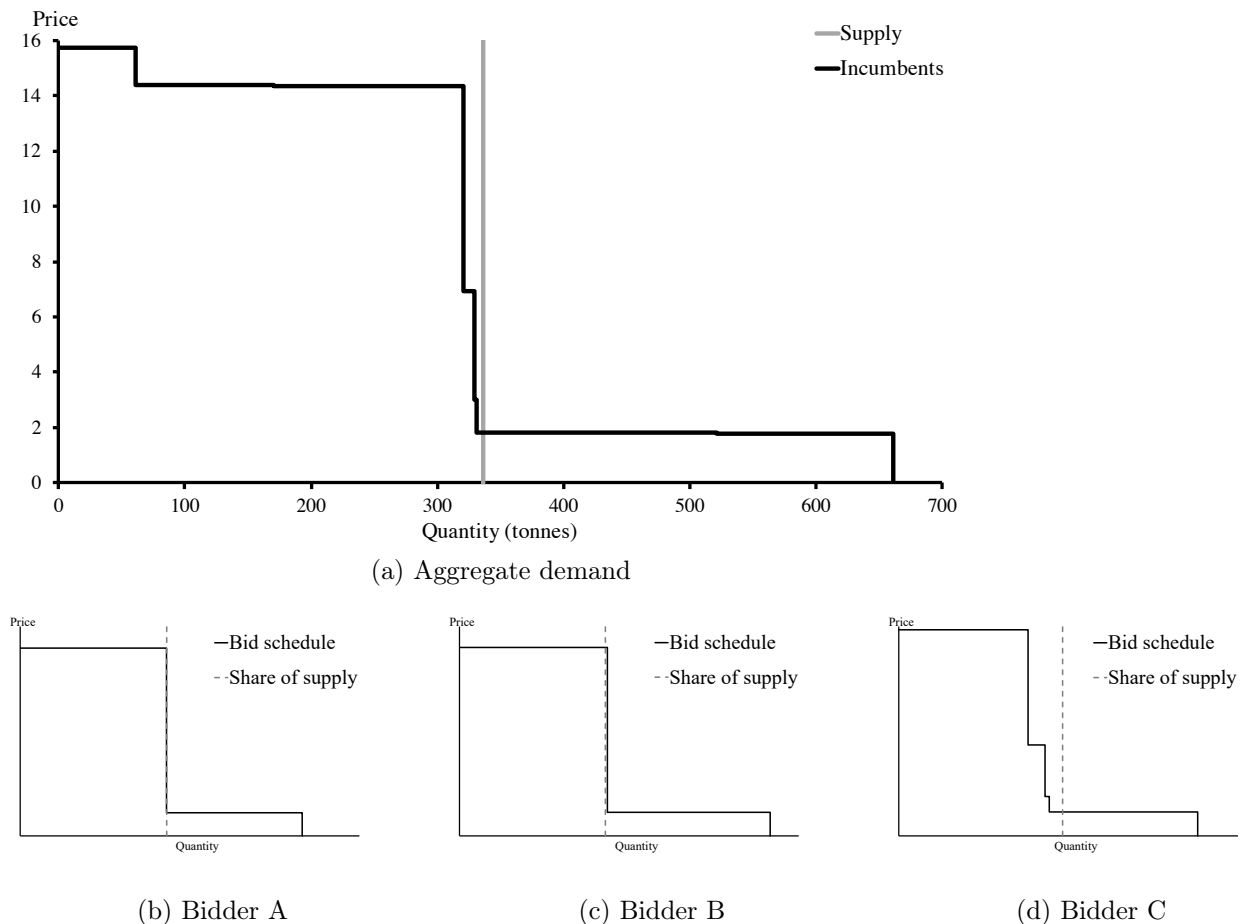 Price
16
14
12
10
8
6
4
2
0
0 100 200 300 400 500 600 700
Quantity (tonnes)
Supply
Incumbents
(a) Aggregate demand
Price
Bid schedule
Share of supply
Quantity
(b) Bidder A
Price
Bid schedule
Share of supply
Quantity
(c) Bidder B
Price
Bid schedule
Share of supply
Quantity
(d) Bidder C